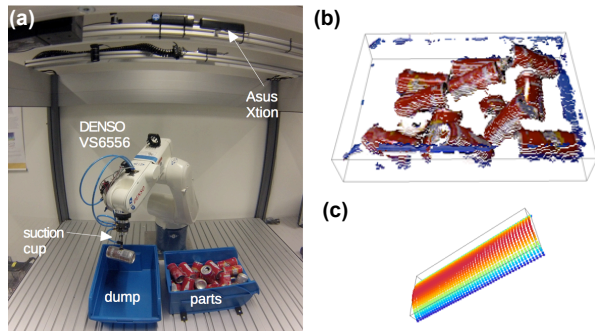 (a)
Asus
Xtion
DENSO
VS6556
suction
cup
dump
parts
(b)
(c)